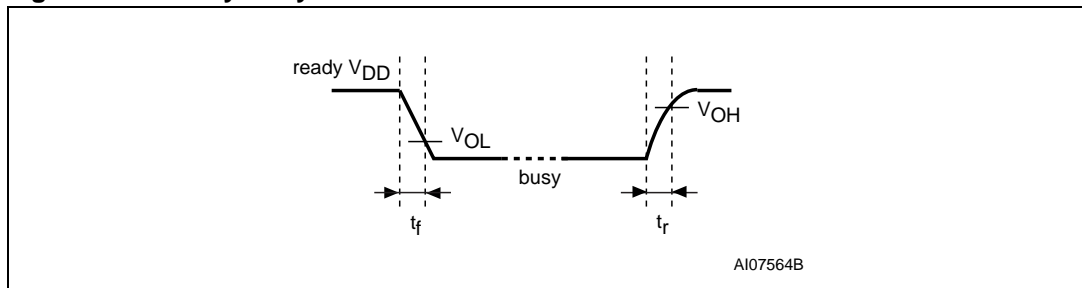 ready VDD
VOL
VOH
busy
tf
tr
AI07564B